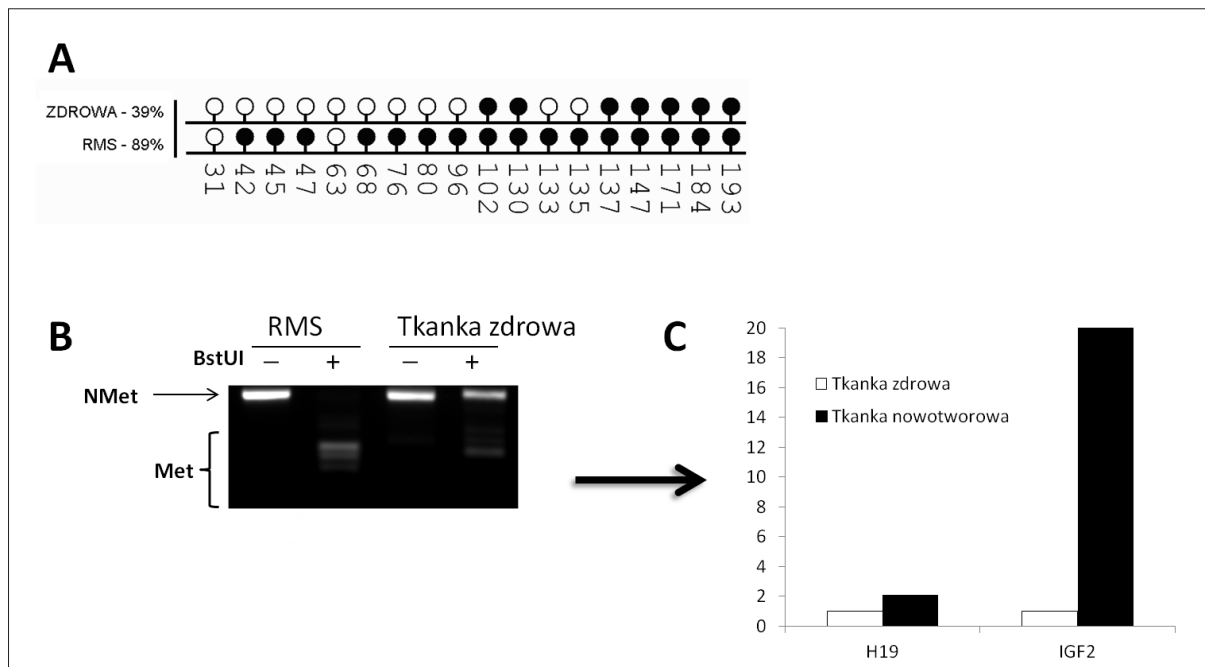 A
ZDROWA - 39%
RMS - 89%
31 42 45 47 63 68 76 80 96 102 130 133 135 137 147 171 184 193
B
RMS Tkanka zdrowa
BstUI – + – +
NMet
Met
C
20
18
16
14
12
10
8
6
4
2
0
Tkanka zdrowa
Tkanka nowotworowa
H19 IGF2